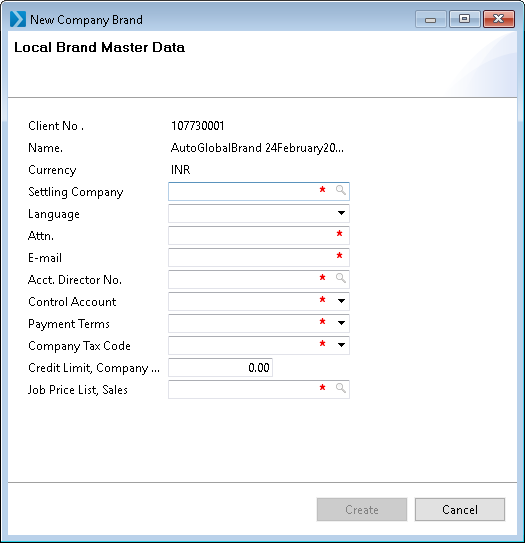 New Company Brand
Local Brand Master Data
Client No . 107730001
Name. AutoGlobalBrand 24February20...
Currency INR
Settling Company *
Language
Attn. *
E-mail *
Acct. Director No. *
Control Account *
Payment Terms *
Company Tax Code *
Credit Limit, Company ... 0.00
Job Price List, Sales *
Create Cancel